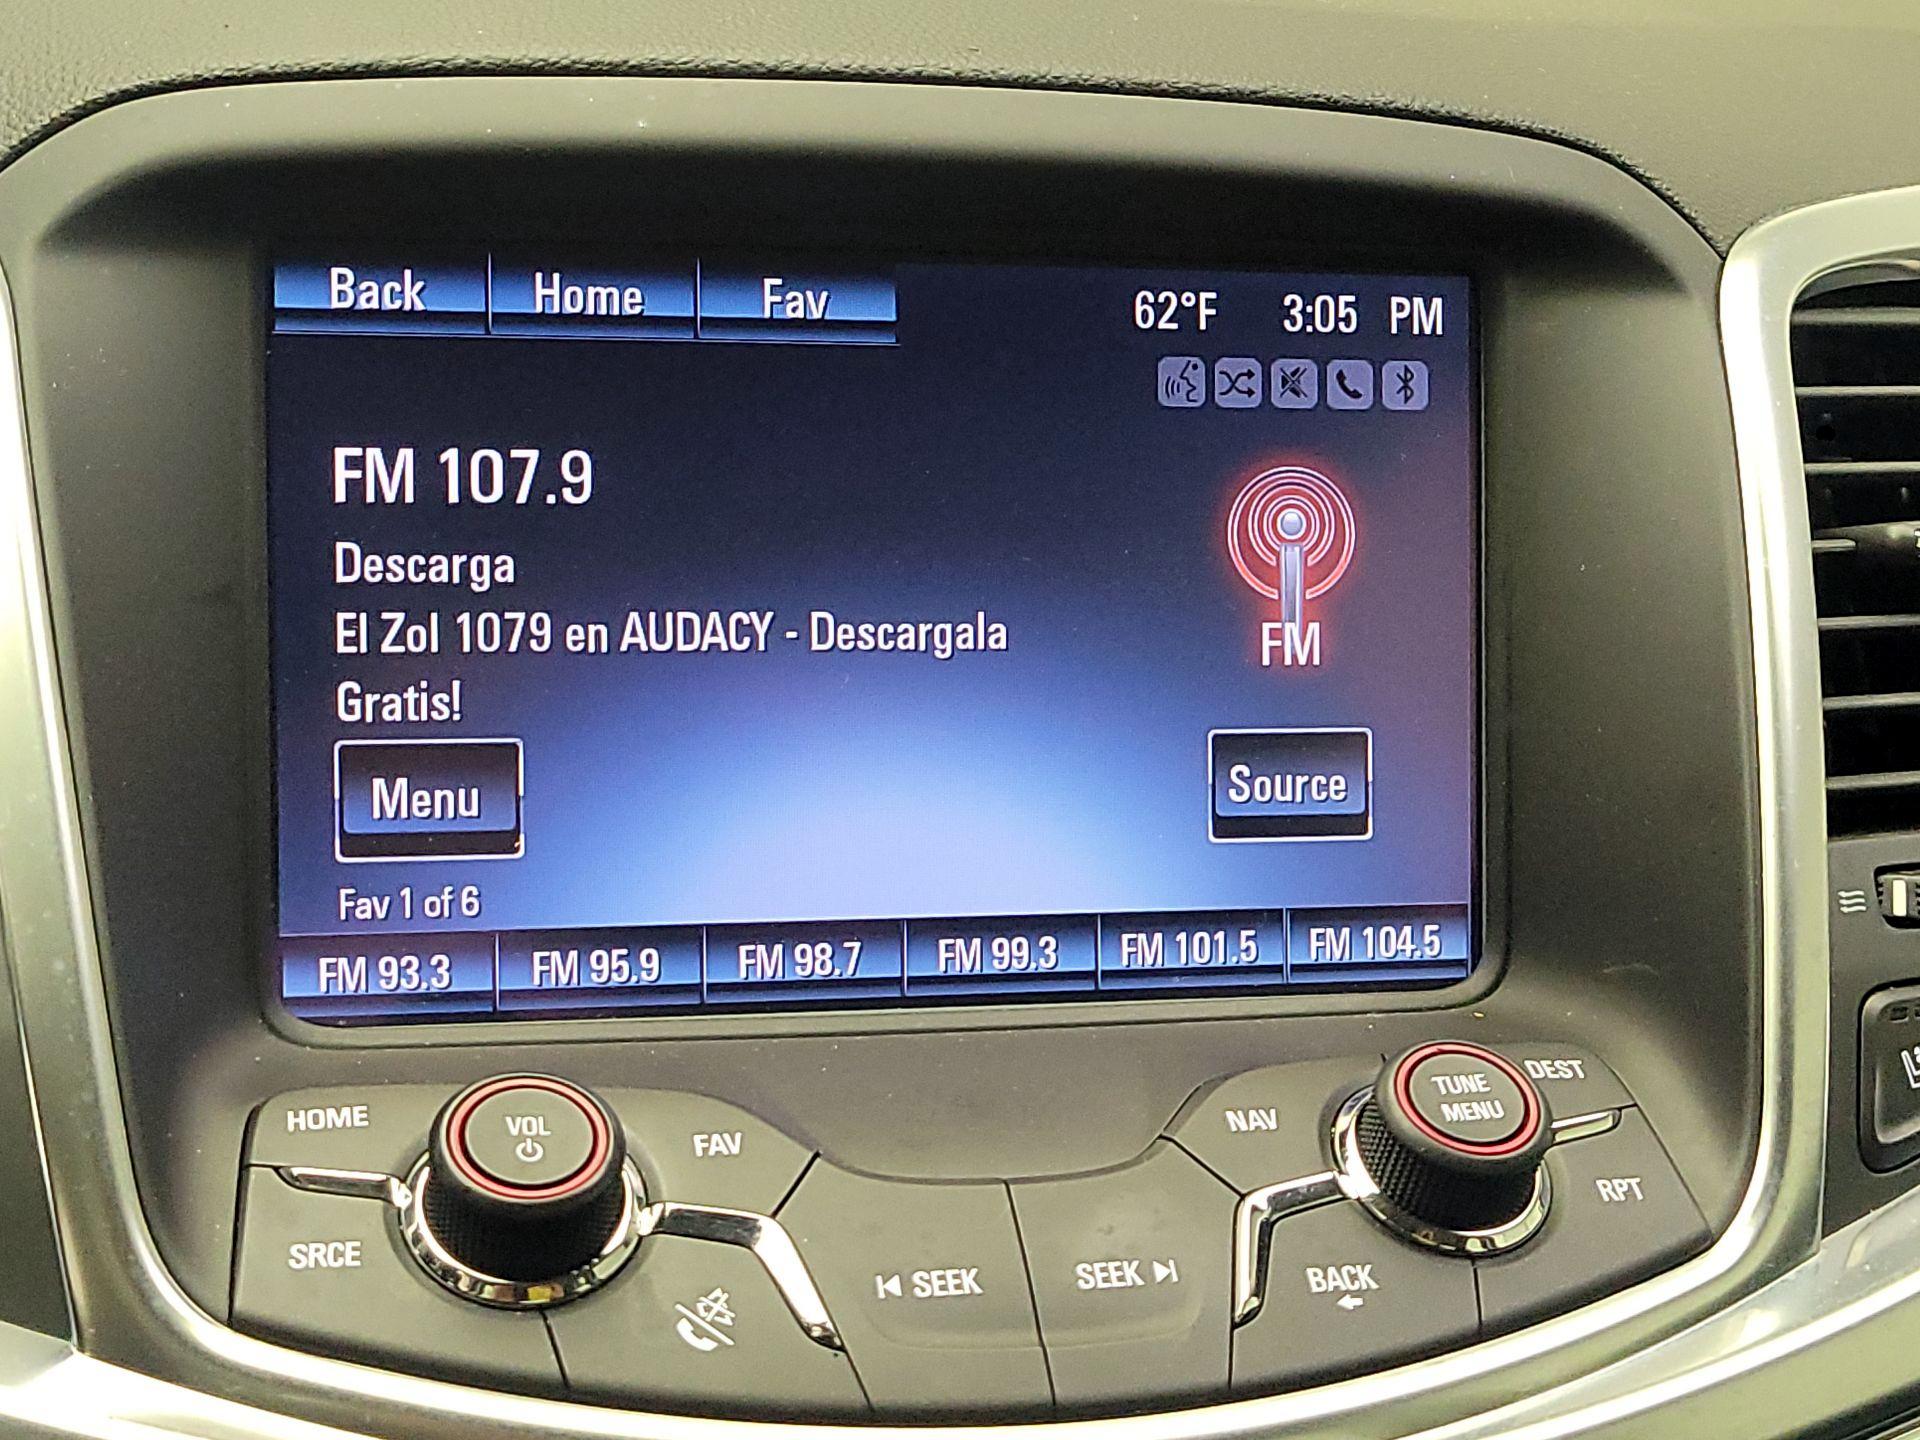 Back Home Fav 62°F 3:05 PM
FM 107.9
Descarga
El Zol 1079 en AUDACY - Descargala
Gratis!
FM
Menu Source
Fav 1 of 6
FM 93.3 FM 95.9 FM 98.7 FM 99.3 FM 101.5 FM 104.5
HOME VOL FAV NAV TUNE MENU DEST
SRCE SEEK SEEK BACK RPT